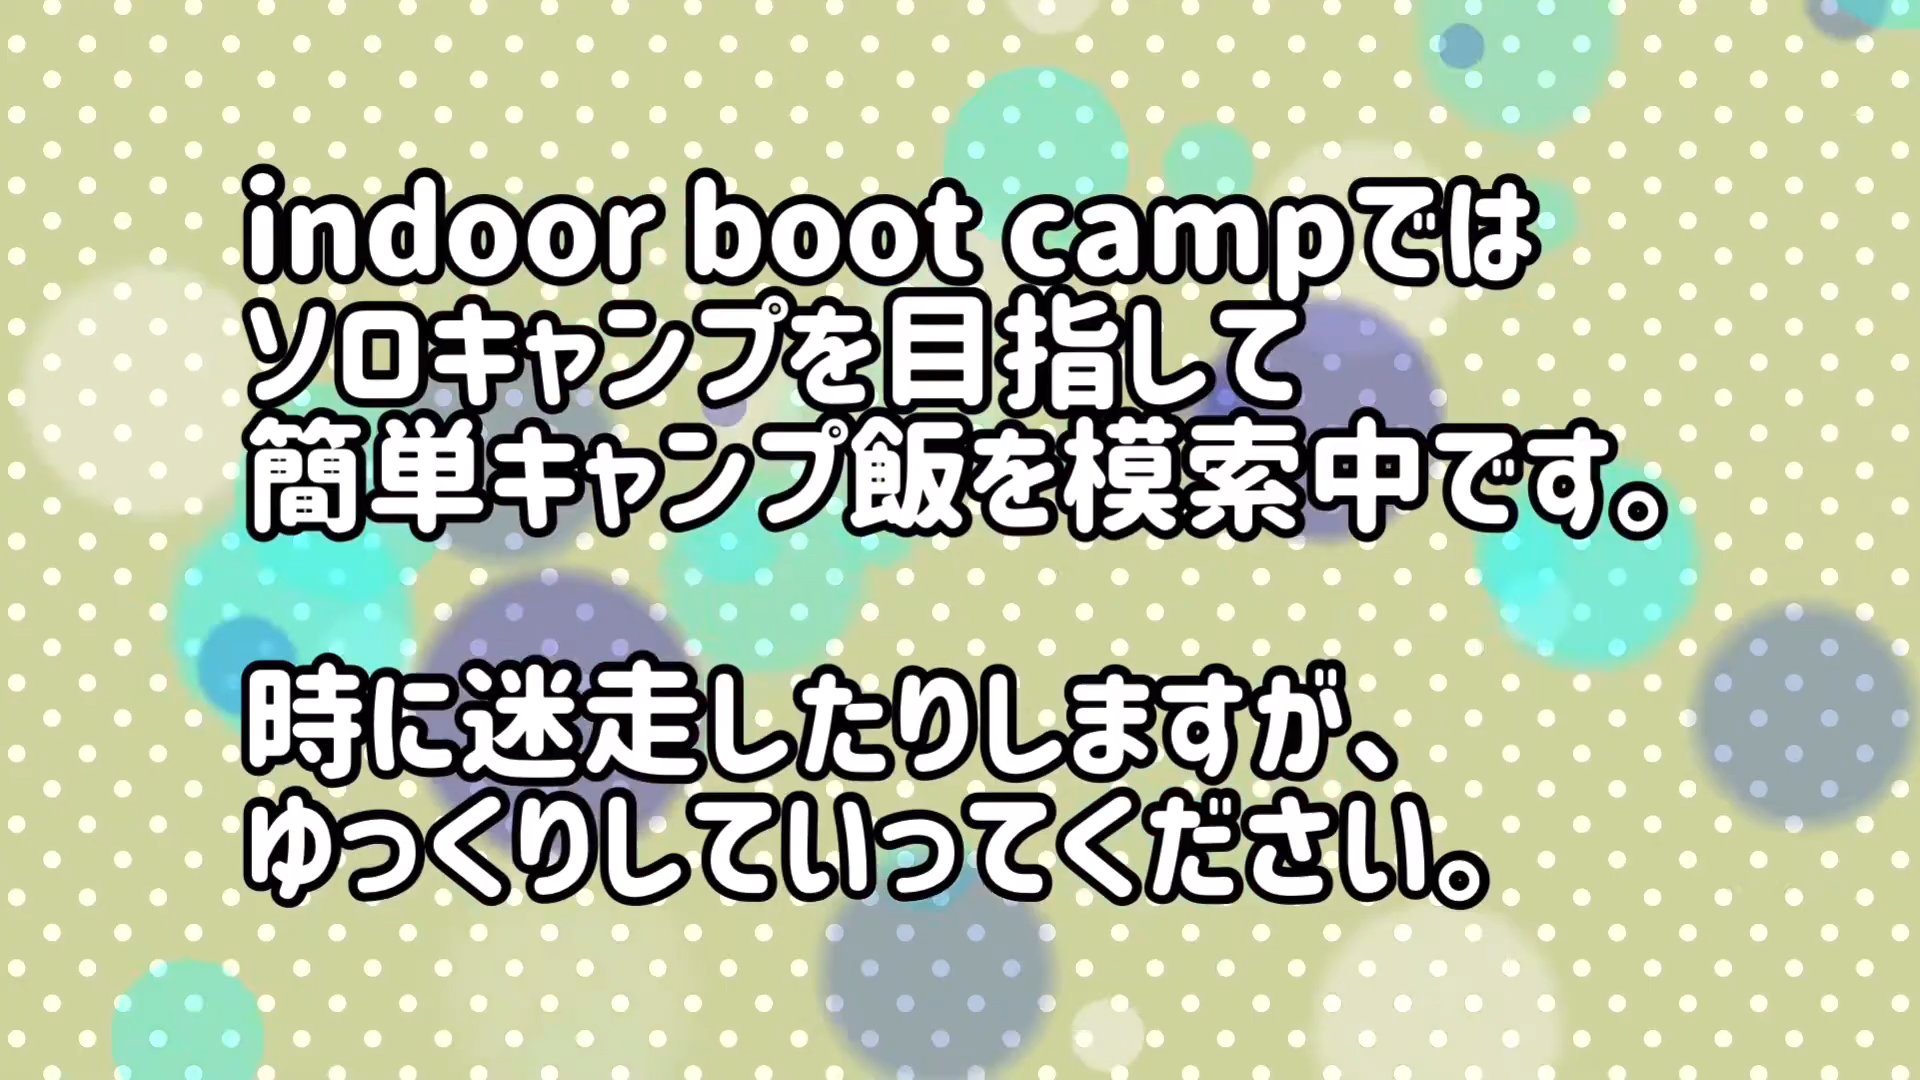 indoor boot campでは
ソロキャンプを目指して
簡単キャンプ飯を模索中です。
時に迷走したりしますが、
ゆっくりしていってください。